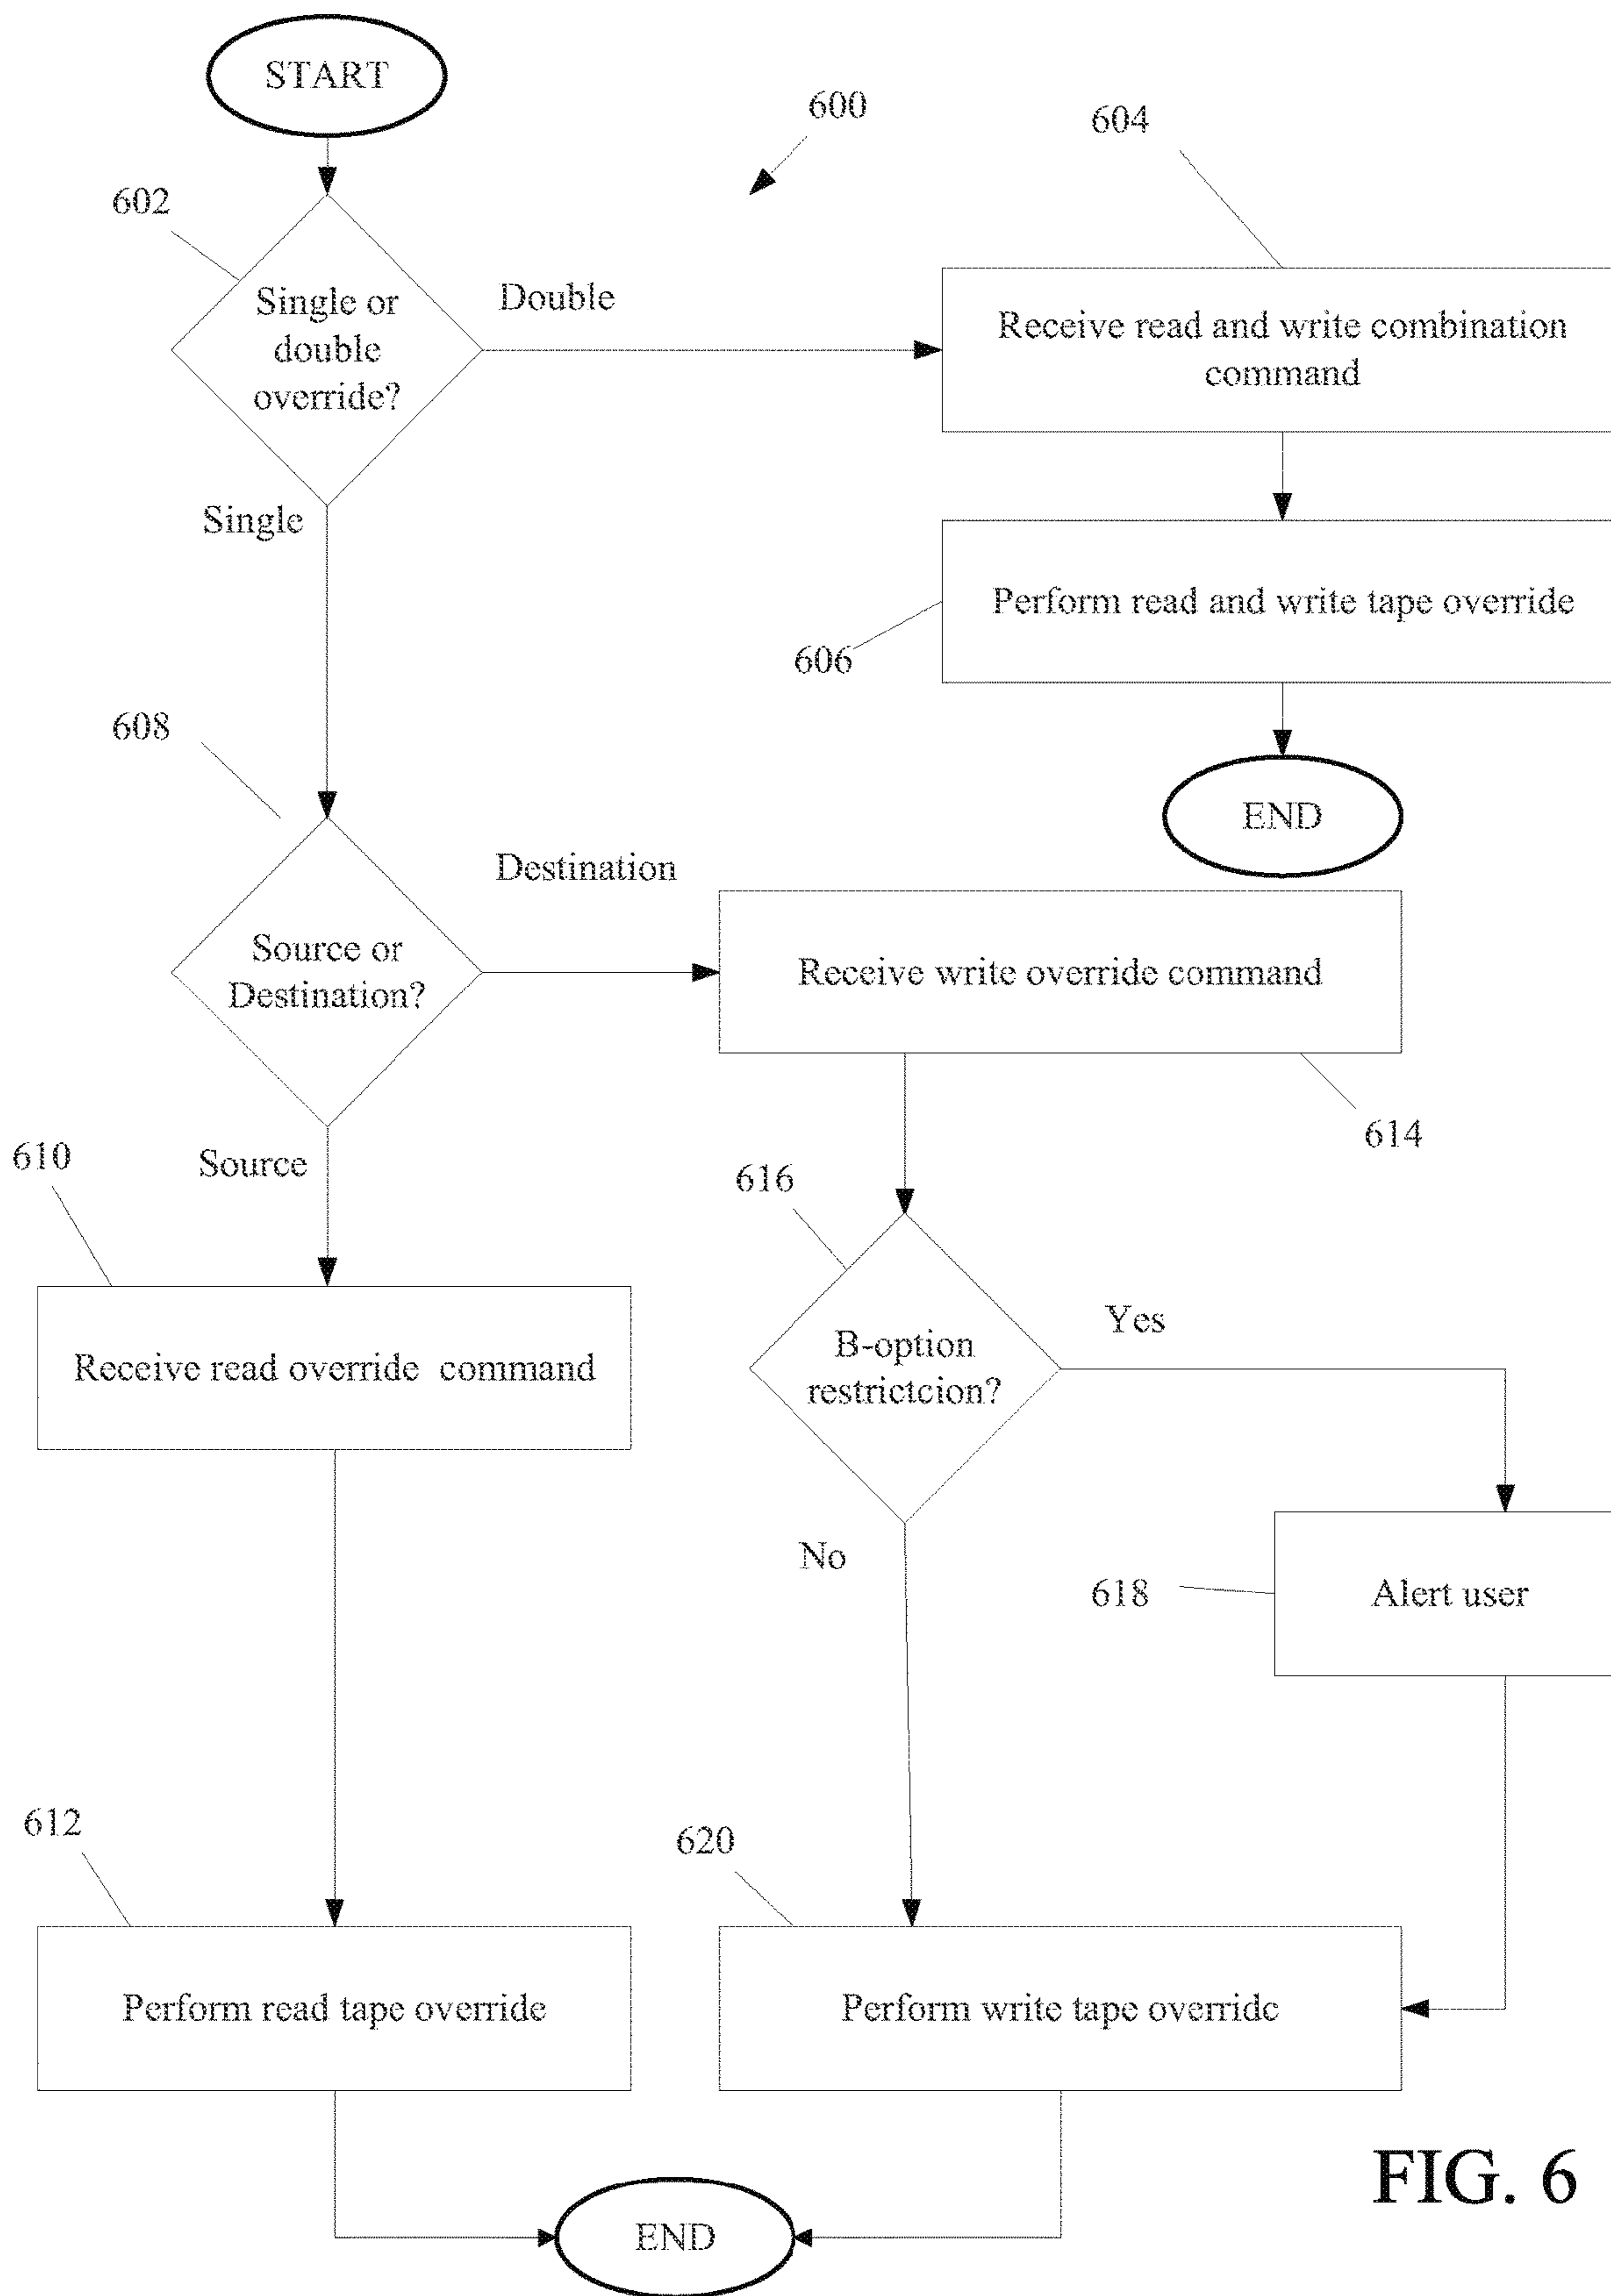 START
600
604
602
Single or
double
override?
Double
Receive read and write combination
command
Single
Perform read and write tape override
606
608
END
Destination
Source or
Destination?
Receive write override command
614
610
Source
616
B-option
restrictcion?
Yes
Receive read override command
No
618
Alert user
612
620
Perform read tape override
Perform write tape override
FIG. 6
END